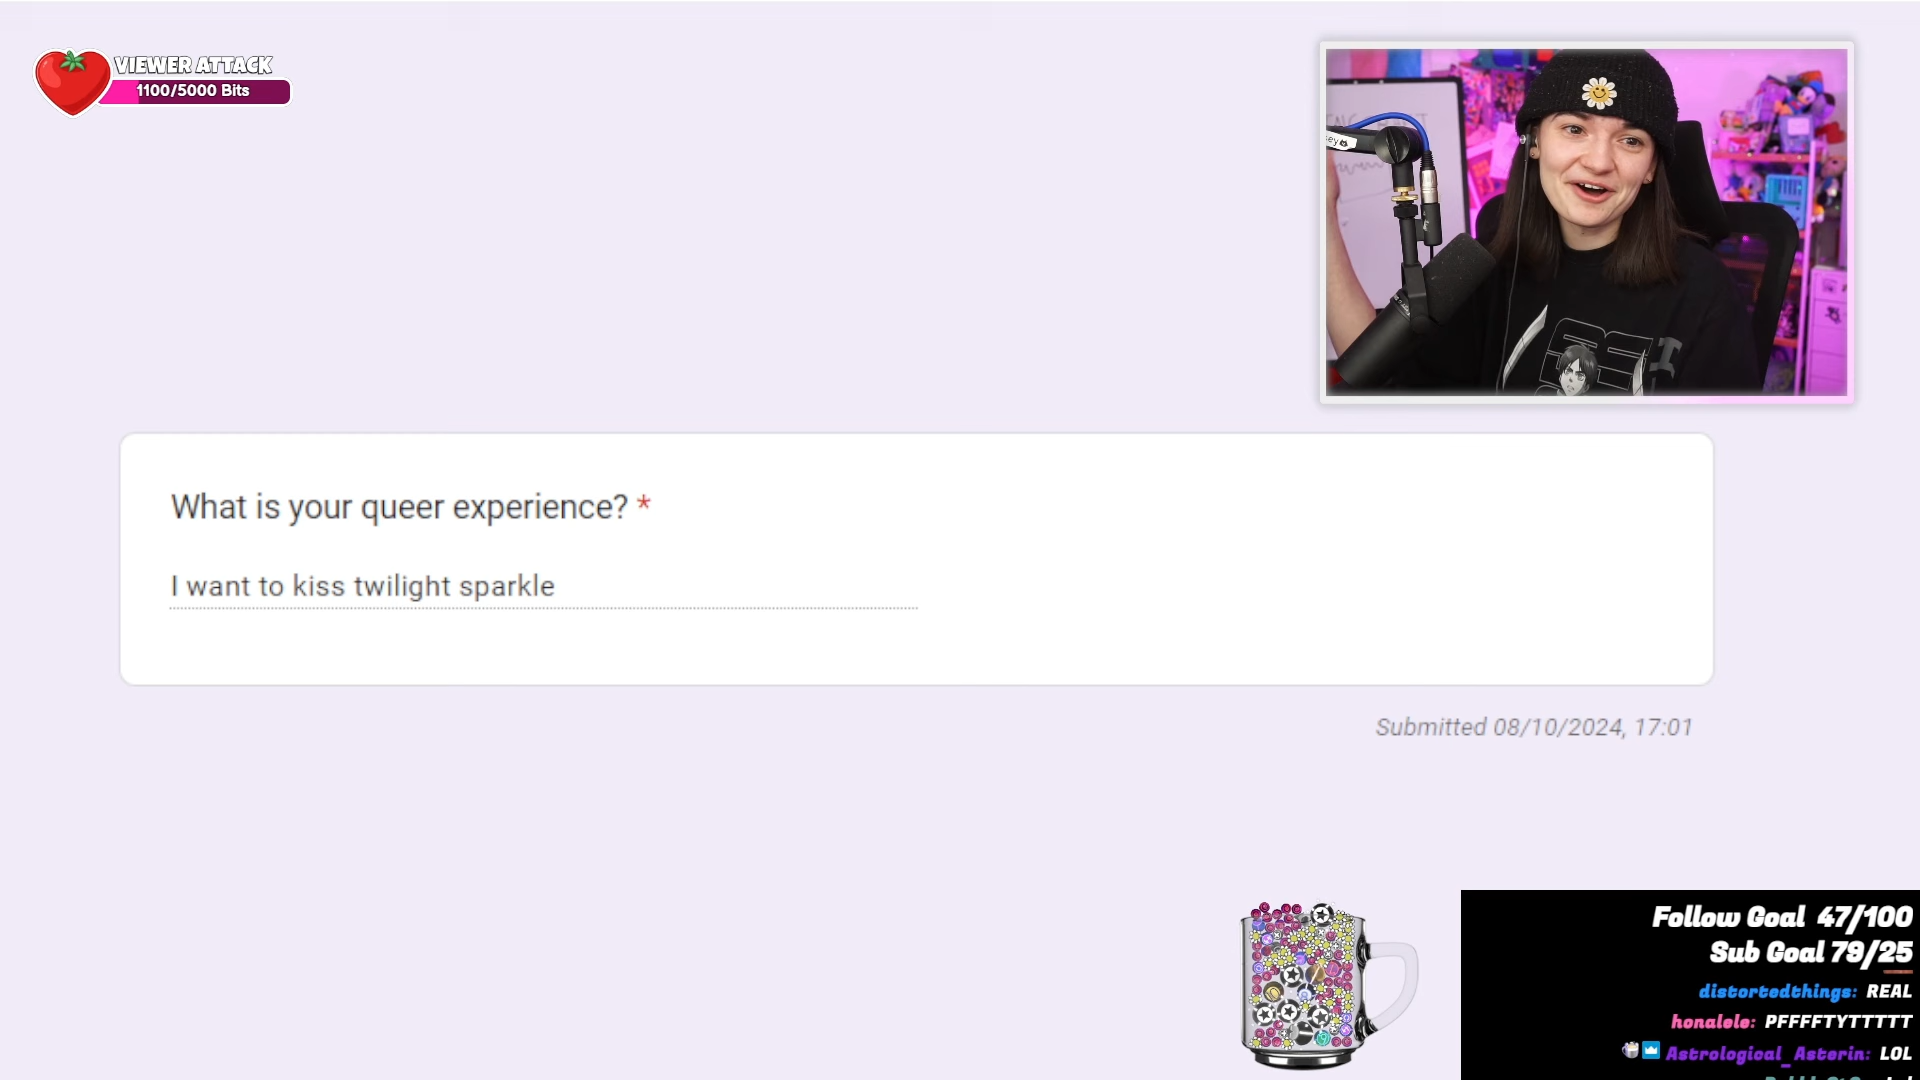 VIEWER ATTACK
1100/5000 Bits
What is your queer experience? *
I want to kiss twilight sparkle
Submitted 08/10/2024, 17:01
Follow Goal 47/100
Sub Goal 79/25
distortedthings: REAL
honalele: PFFFFTYTTTTT
Astrological_Asterin: LOL